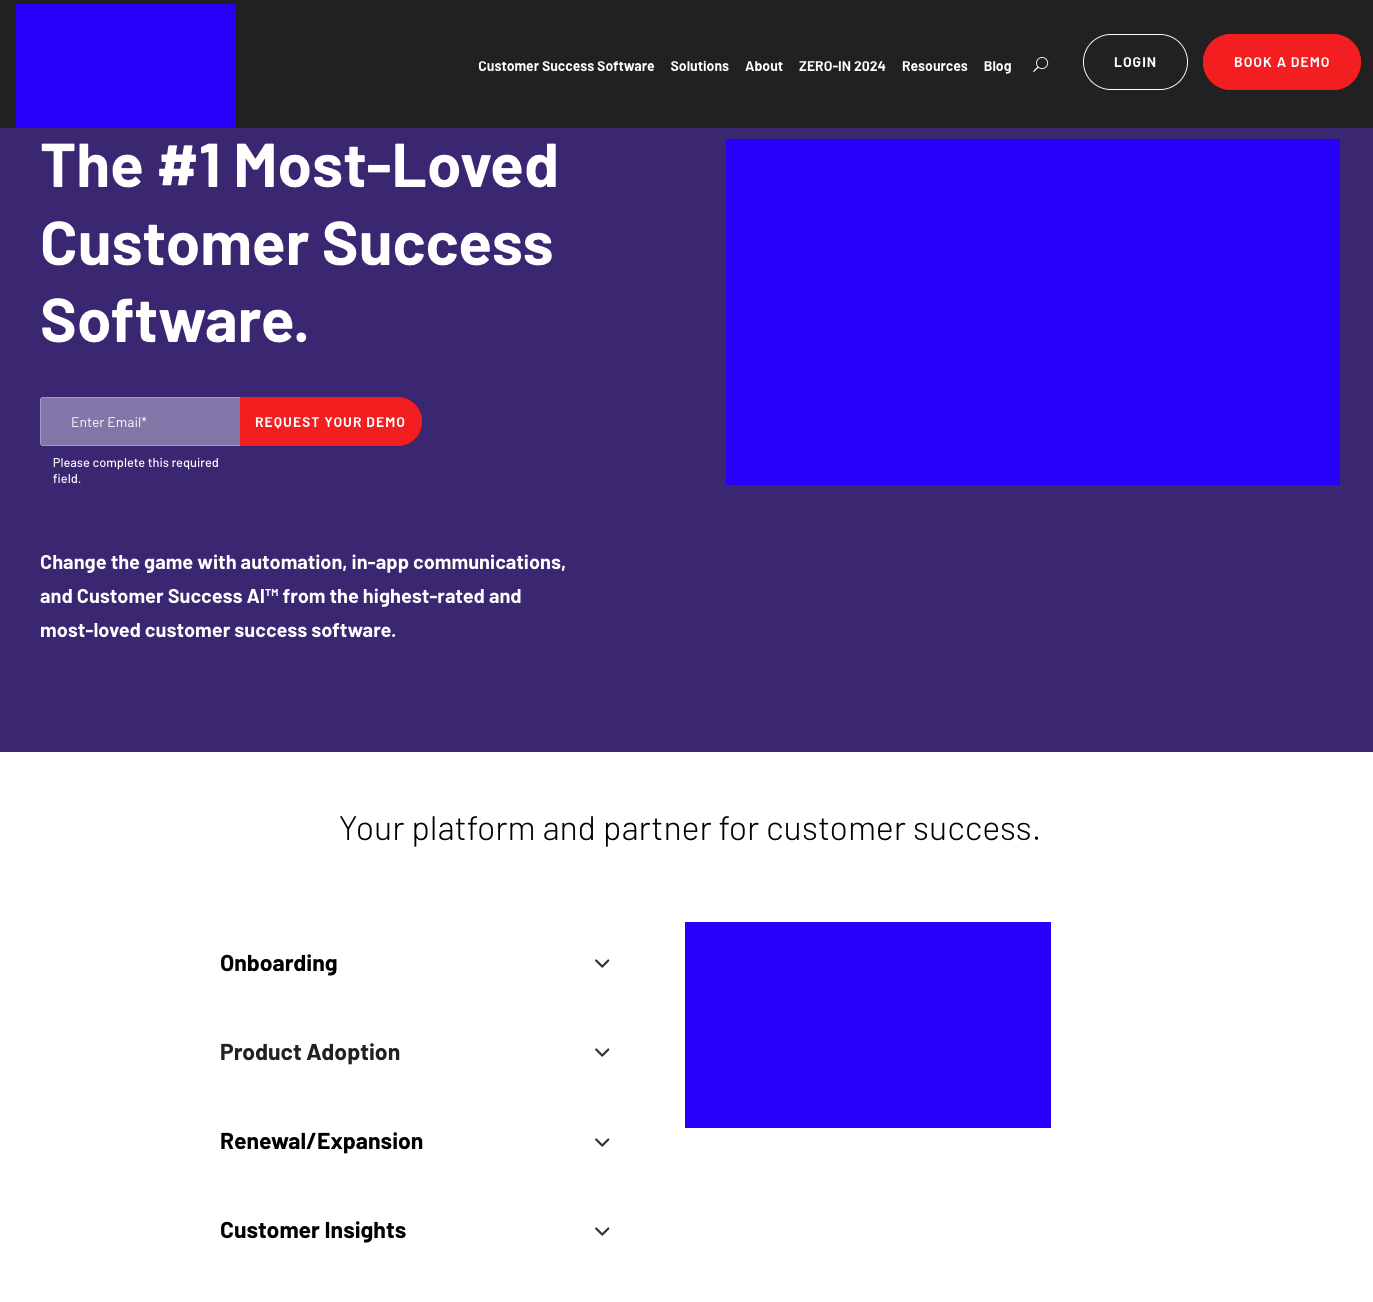 Customer Success Software Solutions About ZERO-IN 2024 Resources Blog LOGIN BOOK A DEMO
The #1 Most-Loved
Customer Success
Software.
Enter Email* REQUEST YOUR DEMO
Please complete this required
field.
Change the game with automation, in-app communications,
and Customer Success AI™ from the highest-rated and
most-loved customer success software.
Your platform and partner for customer success.
Onboarding
Product Adoption
Renewal/Expansion
Customer Insights